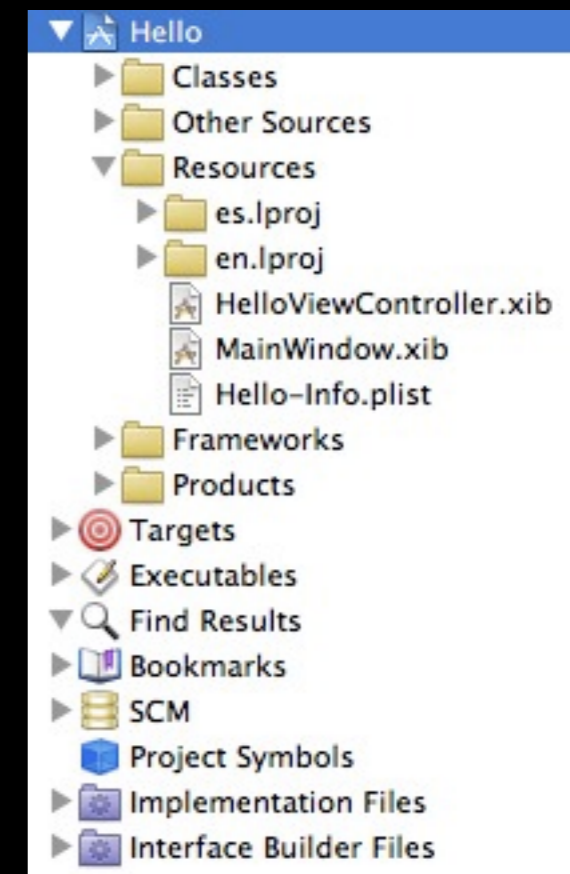 Hello
Classes
Other Sources
Resources
es.lproj
en.lproj
HelloViewController.xib
MainWindow.xib
Hello-Info.plist
Frameworks
Products
Targets
Executables
Find Results
Bookmarks
SCM
Project Symbols
Implementation Files
Interface Builder Files